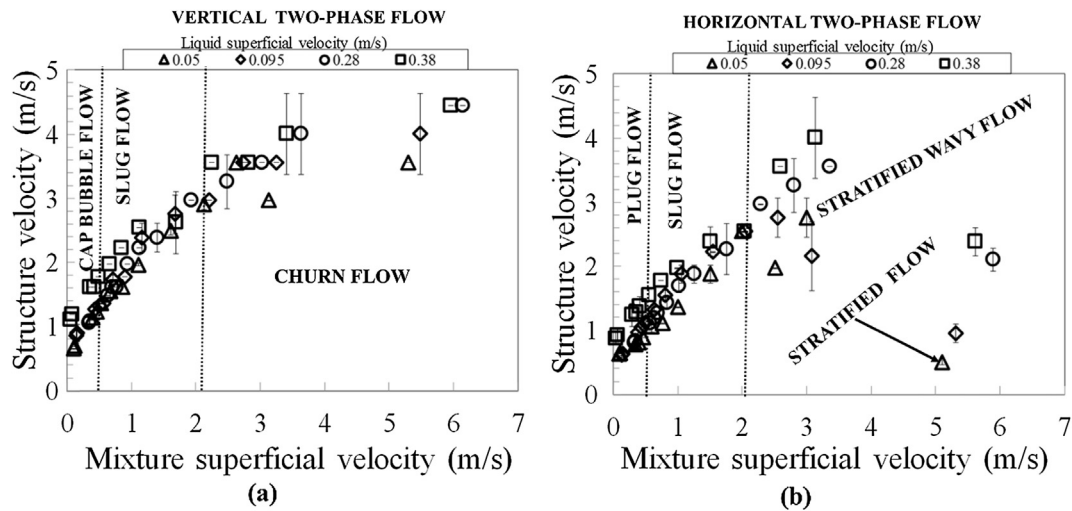 VERTICAL TWO-PHASE FLOW
Liquid superficial velocity (m/s)
0.05 0.095 0.28 0.38
Structure velocity (m/s)
5
4
3
2
1
0
CAP BUBBLE FLOW
SLUG FLOW
CHURN FLOW
0 1 2 3 4 5 6 7
Mixture superficial velocity (m/s)
(a)
HORIZONTAL TWO-PHASE FLOW
Liquid superficial velocity (m/s)
0.05 0.095 0.28 0.38
Structure velocity (m/s)
5
4
3
2
1
0
PLUG FLOW
SLUG FLOW
STRATIFIED WAVY FLOW
STRATIFIED FLOW
0 1 2 3 4 5 6 7
Mixture superficial velocity (m/s)
(b)